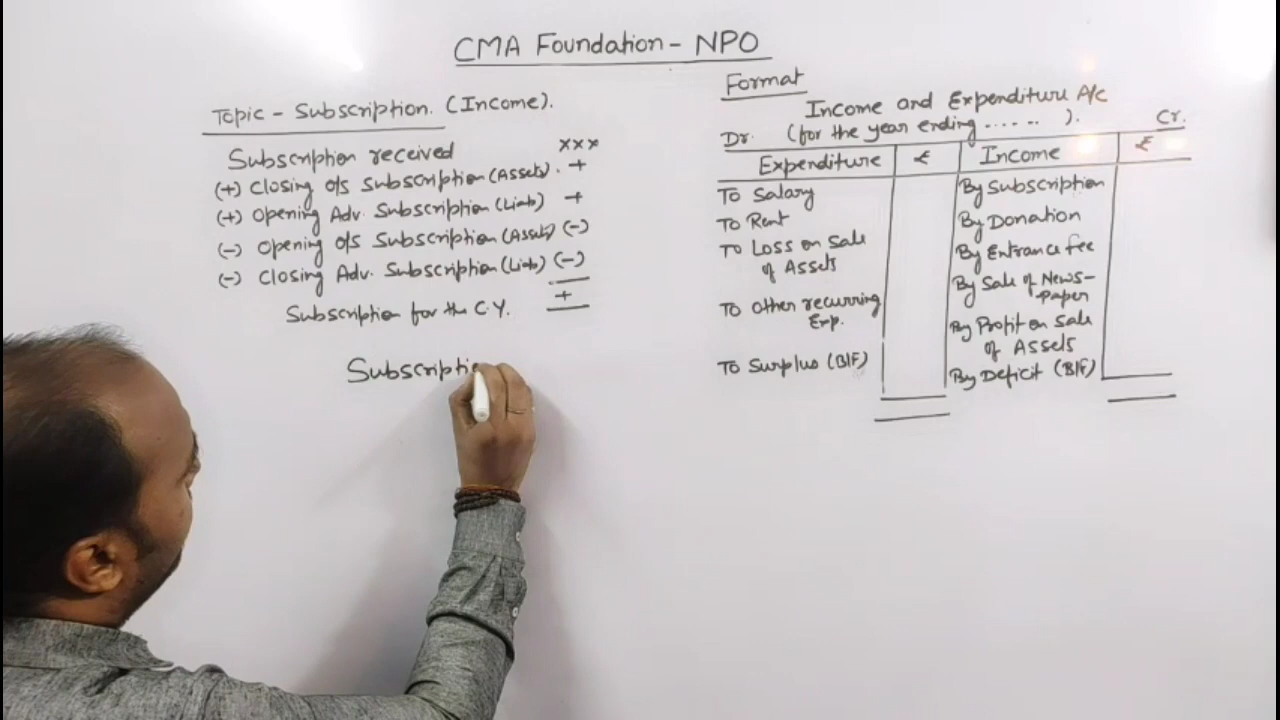 CMA Foundation - NPO
Topic - Subscription. (Income).
Subscription received xxx
(+) Closing o/s Subscription (Assets). +
(+) Opening Adv. Subscription (Liab) +
(-) Opening o/s Subscription (Assets) (-)
(-) Closing Adv. Subscription (Liab) (-)
Subscription for the C.Y. +
Subscriptio
Format
Income and Expenditure A/c
Dr. (for the year ending ...... ). Cr.
Expenditure ₹ Income ₹
To Salary By Subscription
To Rent By Donation
To Loss on Sale By Entrance fee
of Assets By Sale of News-
paper
To Other recurring By Profit on Sale
Exp. of Assets
To Surplus (B/F) By Deficit (B/F)